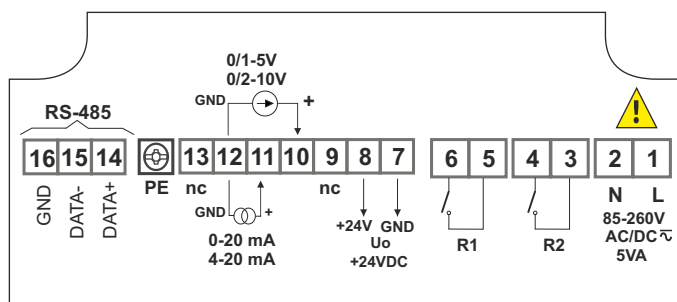 0/1-5V
0/2-10V
GND +
RS-485
16 15 14 13 12 11 10 9 8 7 6 5 4 3 2 1
GND DATA- DATA+ PE nc nc N L
GND + +24V GND
0-20 mA
4-20 mA
Uo
+24VDC
R1 R2
85-260V
AC/DC
5VA